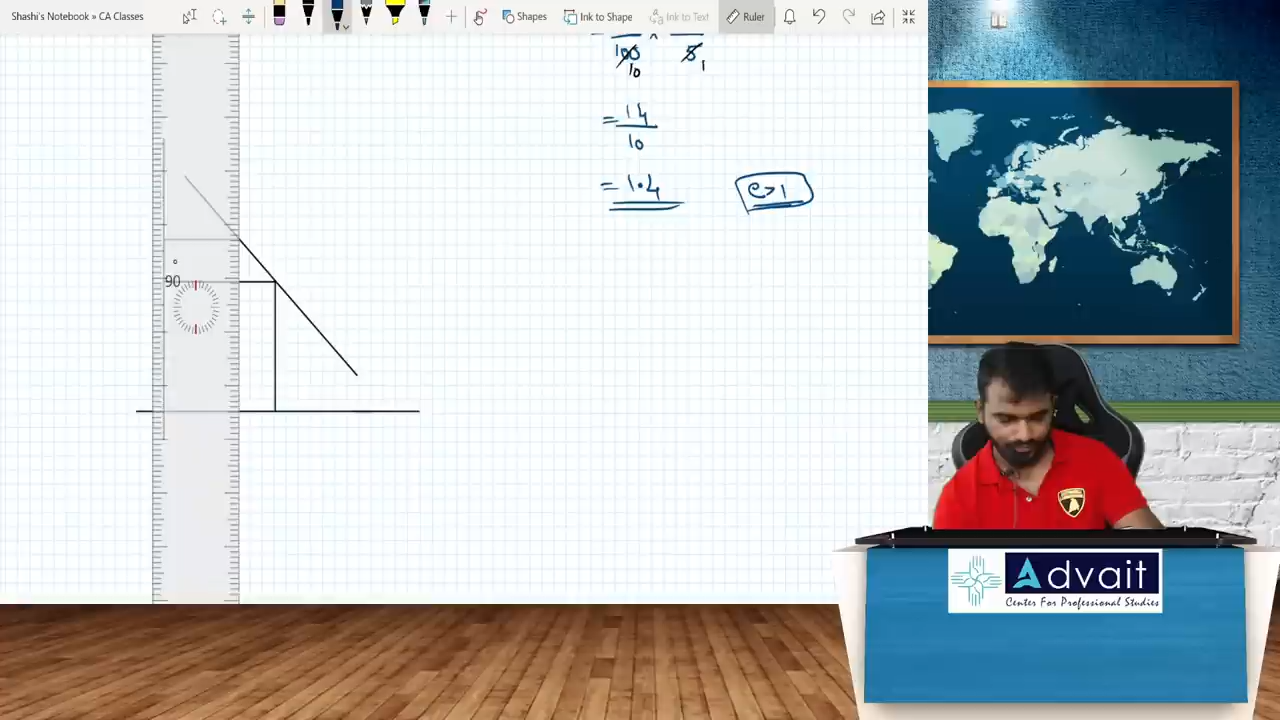 Shashi's Notebook » CA Classes
Shapes
Ink to Shape
Ink to Text
Ruler
100 5
10 1
= 14
10
= 1.4
e>1
90°
Advait
Center For Professional Studies